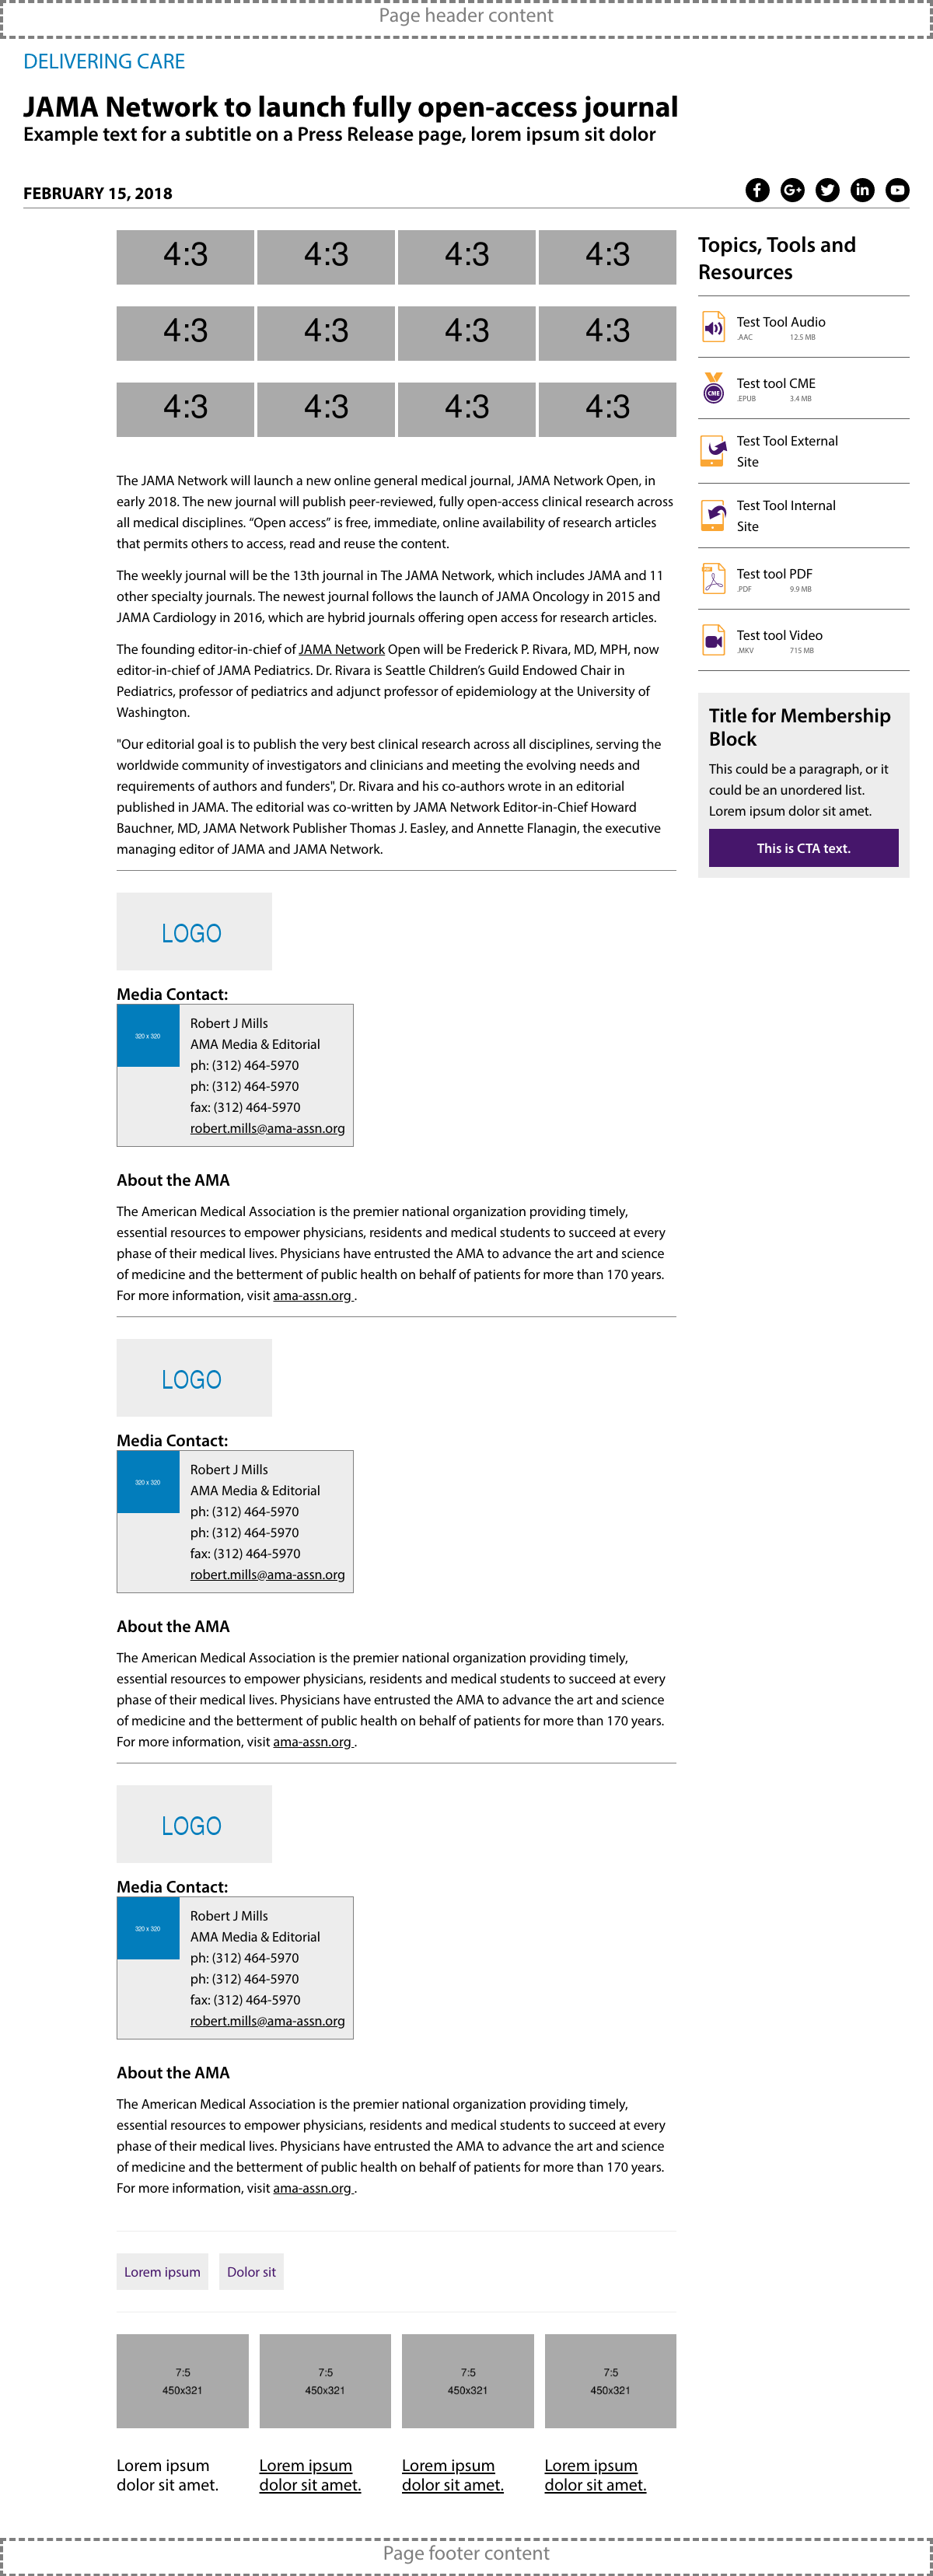 Page header content
DELIVERING CARE
JAMA Network to launch fully open-access journal
Example text for a subtitle on a Press Release page, lorem ipsum sit dolor
FEBRUARY 15, 2018
4:3 4:3 4:3 4:3
4:3 4:3 4:3 4:3
4:3 4:3 4:3 4:3
The JAMA Network will launch a new online general medical journal, JAMA Network Open, in
early 2018. The new journal will publish peer-reviewed, fully open-access clinical research across
all medical disciplines. “Open access” is free, immediate, online availability of research articles
that permits others to access, read and reuse the content.
The weekly journal will be the 13th journal in The JAMA Network, which includes JAMA and 11
other specialty journals. The newest journal follows the launch of JAMA Oncology in 2015 and
JAMA Cardiology in 2016, which are hybrid journals offering open access for research articles.
The founding editor-in-chief of JAMA Network Open will be Frederick P. Rivara, MD, MPH, now
editor-in-chief of JAMA Pediatrics. Dr. Rivara is Seattle Children’s Guild Endowed Chair in
Pediatrics, professor of pediatrics and adjunct professor of epidemiology at the University of
Washington.
"Our editorial goal is to publish the very best clinical research across all disciplines, serving the
worldwide community of investigators and clinicians and meeting the evolving needs and
requirements of authors and funders", Dr. Rivara and his co-authors wrote in an editorial
published in JAMA. The editorial was co-written by JAMA Network Editor-in-Chief Howard
Bauchner, MD, JAMA Network Publisher Thomas J. Easley, and Annette Flanagin, the executive
managing editor of JAMA and JAMA Network.
LOGO
Media Contact:
320 x 320
Robert J Mills
AMA Media & Editorial
ph: (312) 464-5970
ph: (312) 464-5970
fax: (312) 464-5970
robert.mills@ama-assn.org
About the AMA
The American Medical Association is the premier national organization providing timely,
essential resources to empower physicians, residents and medical students to succeed at every
phase of their medical lives. Physicians have entrusted the AMA to advance the art and science
of medicine and the betterment of public health on behalf of patients for more than 170 years.
For more information, visit ama-assn.org .
LOGO
Media Contact:
320 x 320
Robert J Mills
AMA Media & Editorial
ph: (312) 464-5970
ph: (312) 464-5970
fax: (312) 464-5970
robert.mills@ama-assn.org
About the AMA
The American Medical Association is the premier national organization providing timely,
essential resources to empower physicians, residents and medical students to succeed at every
phase of their medical lives. Physicians have entrusted the AMA to advance the art and science
of medicine and the betterment of public health on behalf of patients for more than 170 years.
For more information, visit ama-assn.org .
LOGO
Media Contact:
320 x 320
Robert J Mills
AMA Media & Editorial
ph: (312) 464-5970
ph: (312) 464-5970
fax: (312) 464-5970
robert.mills@ama-assn.org
About the AMA
The American Medical Association is the premier national organization providing timely,
essential resources to empower physicians, residents and medical students to succeed at every
phase of their medical lives. Physicians have entrusted the AMA to advance the art and science
of medicine and the betterment of public health on behalf of patients for more than 170 years.
For more information, visit ama-assn.org .
Lorem ipsum Dolor sit
7:5 7:5 7:5 7:5
450x321 450x321 450x321 450x321
Lorem ipsum Lorem ipsum Lorem ipsum Lorem ipsum
dolor sit amet. dolor sit amet. dolor sit amet. dolor sit amet.
Topics, Tools and
Resources
Test Tool Audio
.AAC 12.5 MB
CME
Test tool CME
.EPUB 3.4 MB
Test Tool External
Site
Test Tool Internal
Site
Test tool PDF
.PDF 9.9 MB
Test tool Video
.MKV 715 MB
Title for Membership
Block
This could be a paragraph, or it
could be an unordered list.
Lorem ipsum dolor sit amet.
This is CTA text.
Page footer content